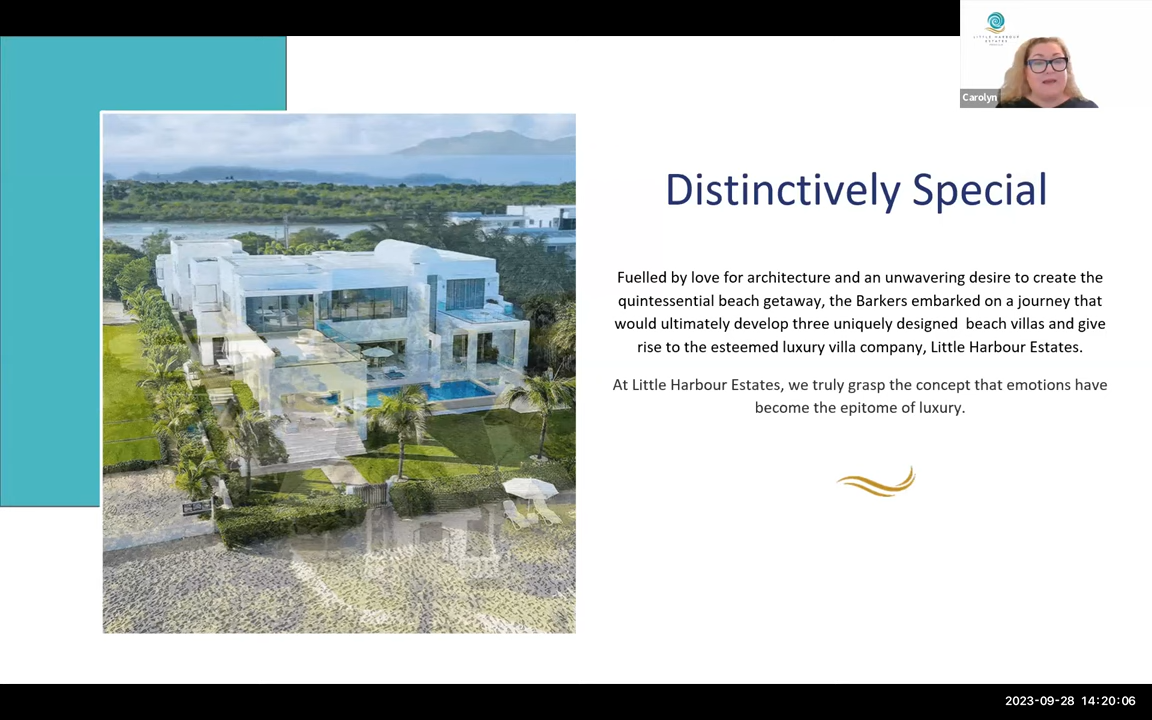 LITTLE HARBOUR
ESTATES
Carolyn
Distinctively Special
Fuelled by love for architecture and an unwavering desire to create the
quintessential beach getaway, the Barkers embarked on a journey that
would ultimately develop three uniquely designed  beach villas and give
rise to the esteemed luxury villa company, Little Harbour Estates.
At Little Harbour Estates, we truly grasp the concept that emotions have
become the epitome of luxury.
2023-09-28 14:20:06